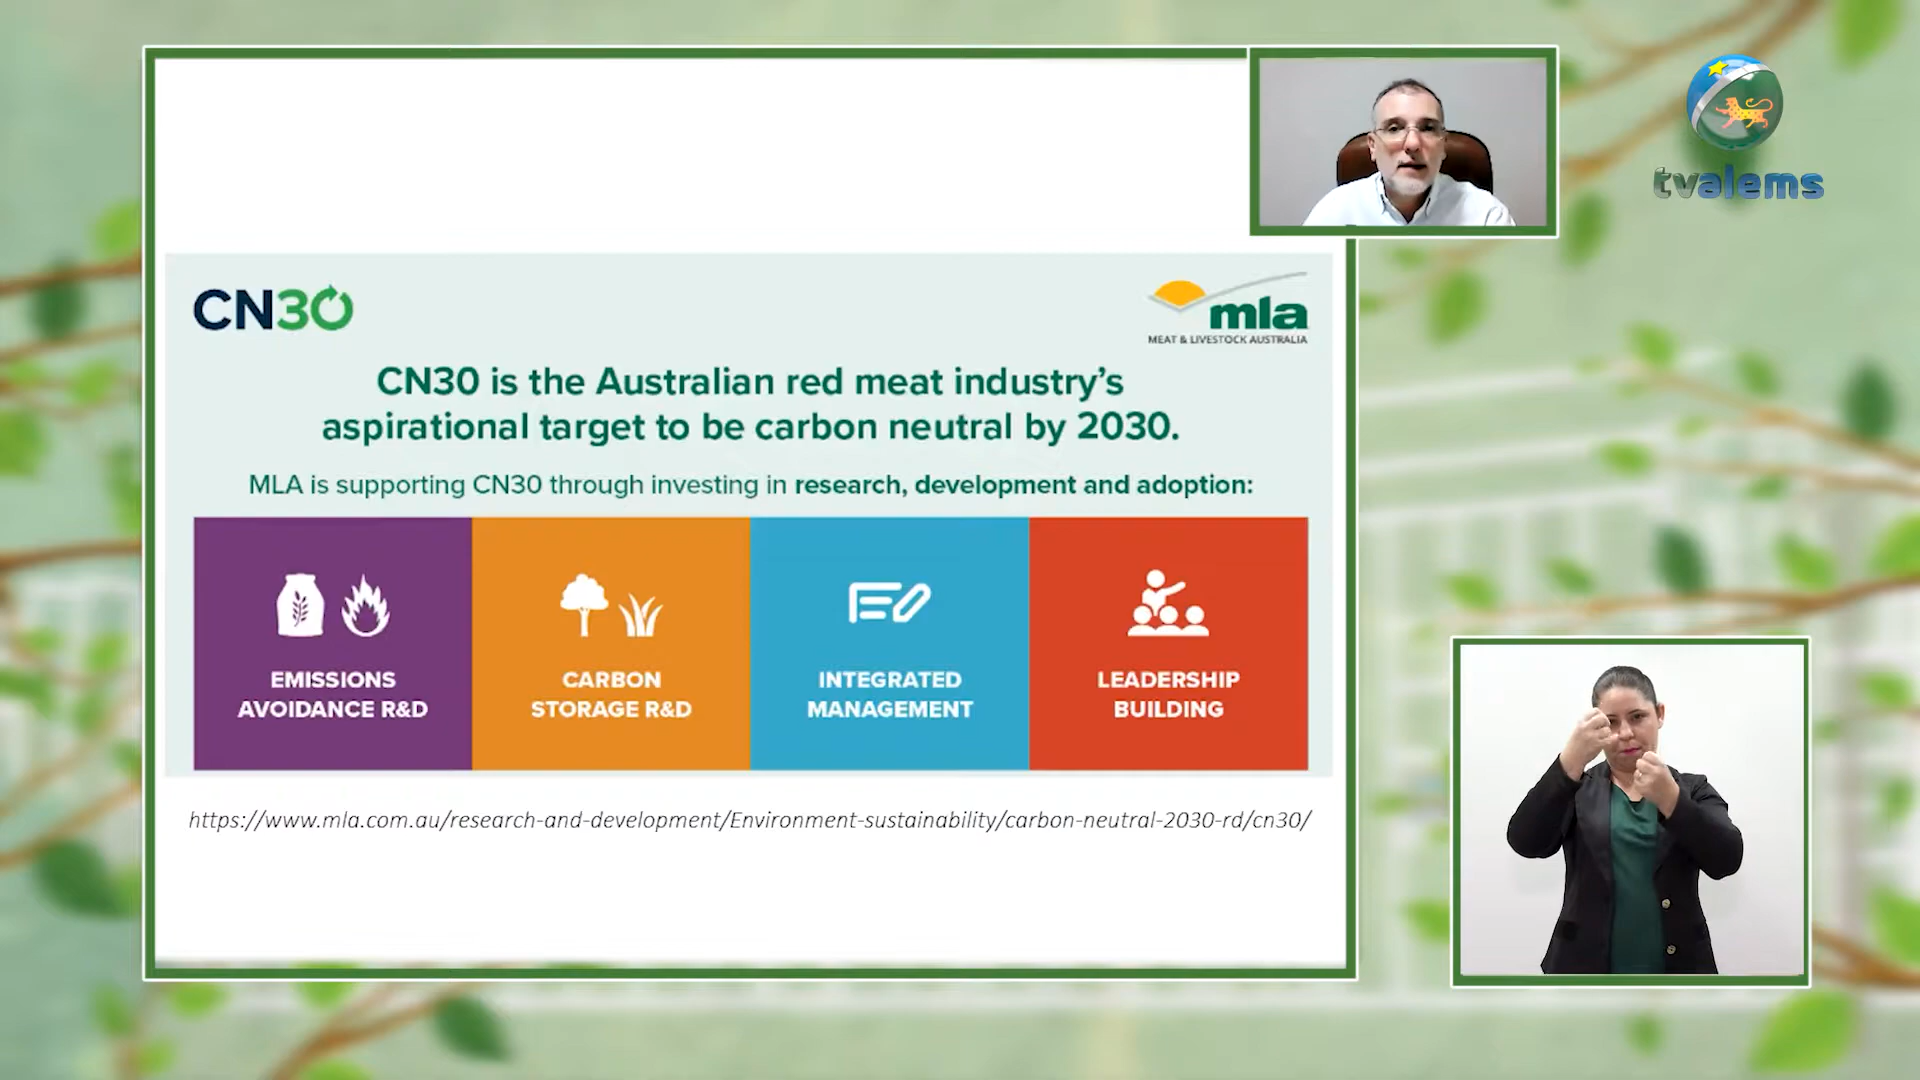 tvalems
CN30
mla
MEAT & LIVESTOCK AUSTRALIA
CN30 is the Australian red meat industry's
aspirational target to be carbon neutral by 2030.
MLA is supporting CN30 through investing in research, development and adoption:
EMISSIONS
AVOIDANCE R&D
CARBON
STORAGE R&D
INTEGRATED
MANAGEMENT
LEADERSHIP
BUILDING
https://www.mla.com.au/research-and-development/Environment-sustainability/carbon-neutral-2030-rd/cn30/